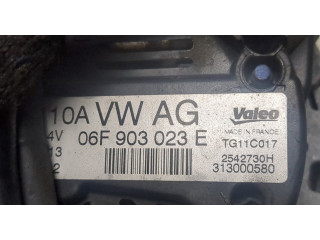 10A VW AG
4V 06F 903 023 E
13
2
Valeo
MADE IN FRANCE
TG11C017
2542730H
313000580